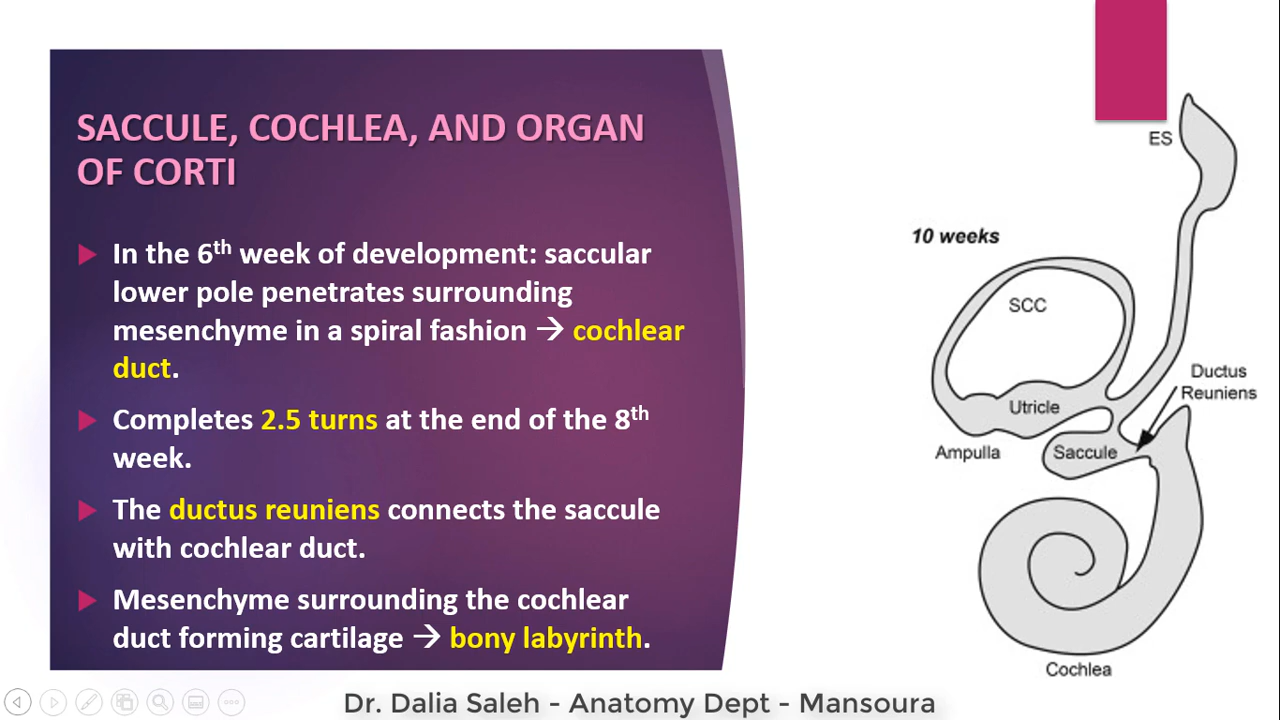 SACCULE, COCHLEA, AND ORGAN
OF CORTI
In the 6th week of development: saccular
lower pole penetrates surrounding
mesenchyme in a spiral fashion → cochlear
duct.
Completes 2.5 turns at the end of the 8th
week.
The ductus reuniens connects the saccule
with cochlear duct.
Mesenchyme surrounding the cochlear
duct forming cartilage → bony labyrinth.
ES
10 weeks
SCC
Ductus
Reuniens
Utricle
Ampulla
Saccule
Cochlea
Dr. Dalia Saleh - Anatomy Dept - Mansoura